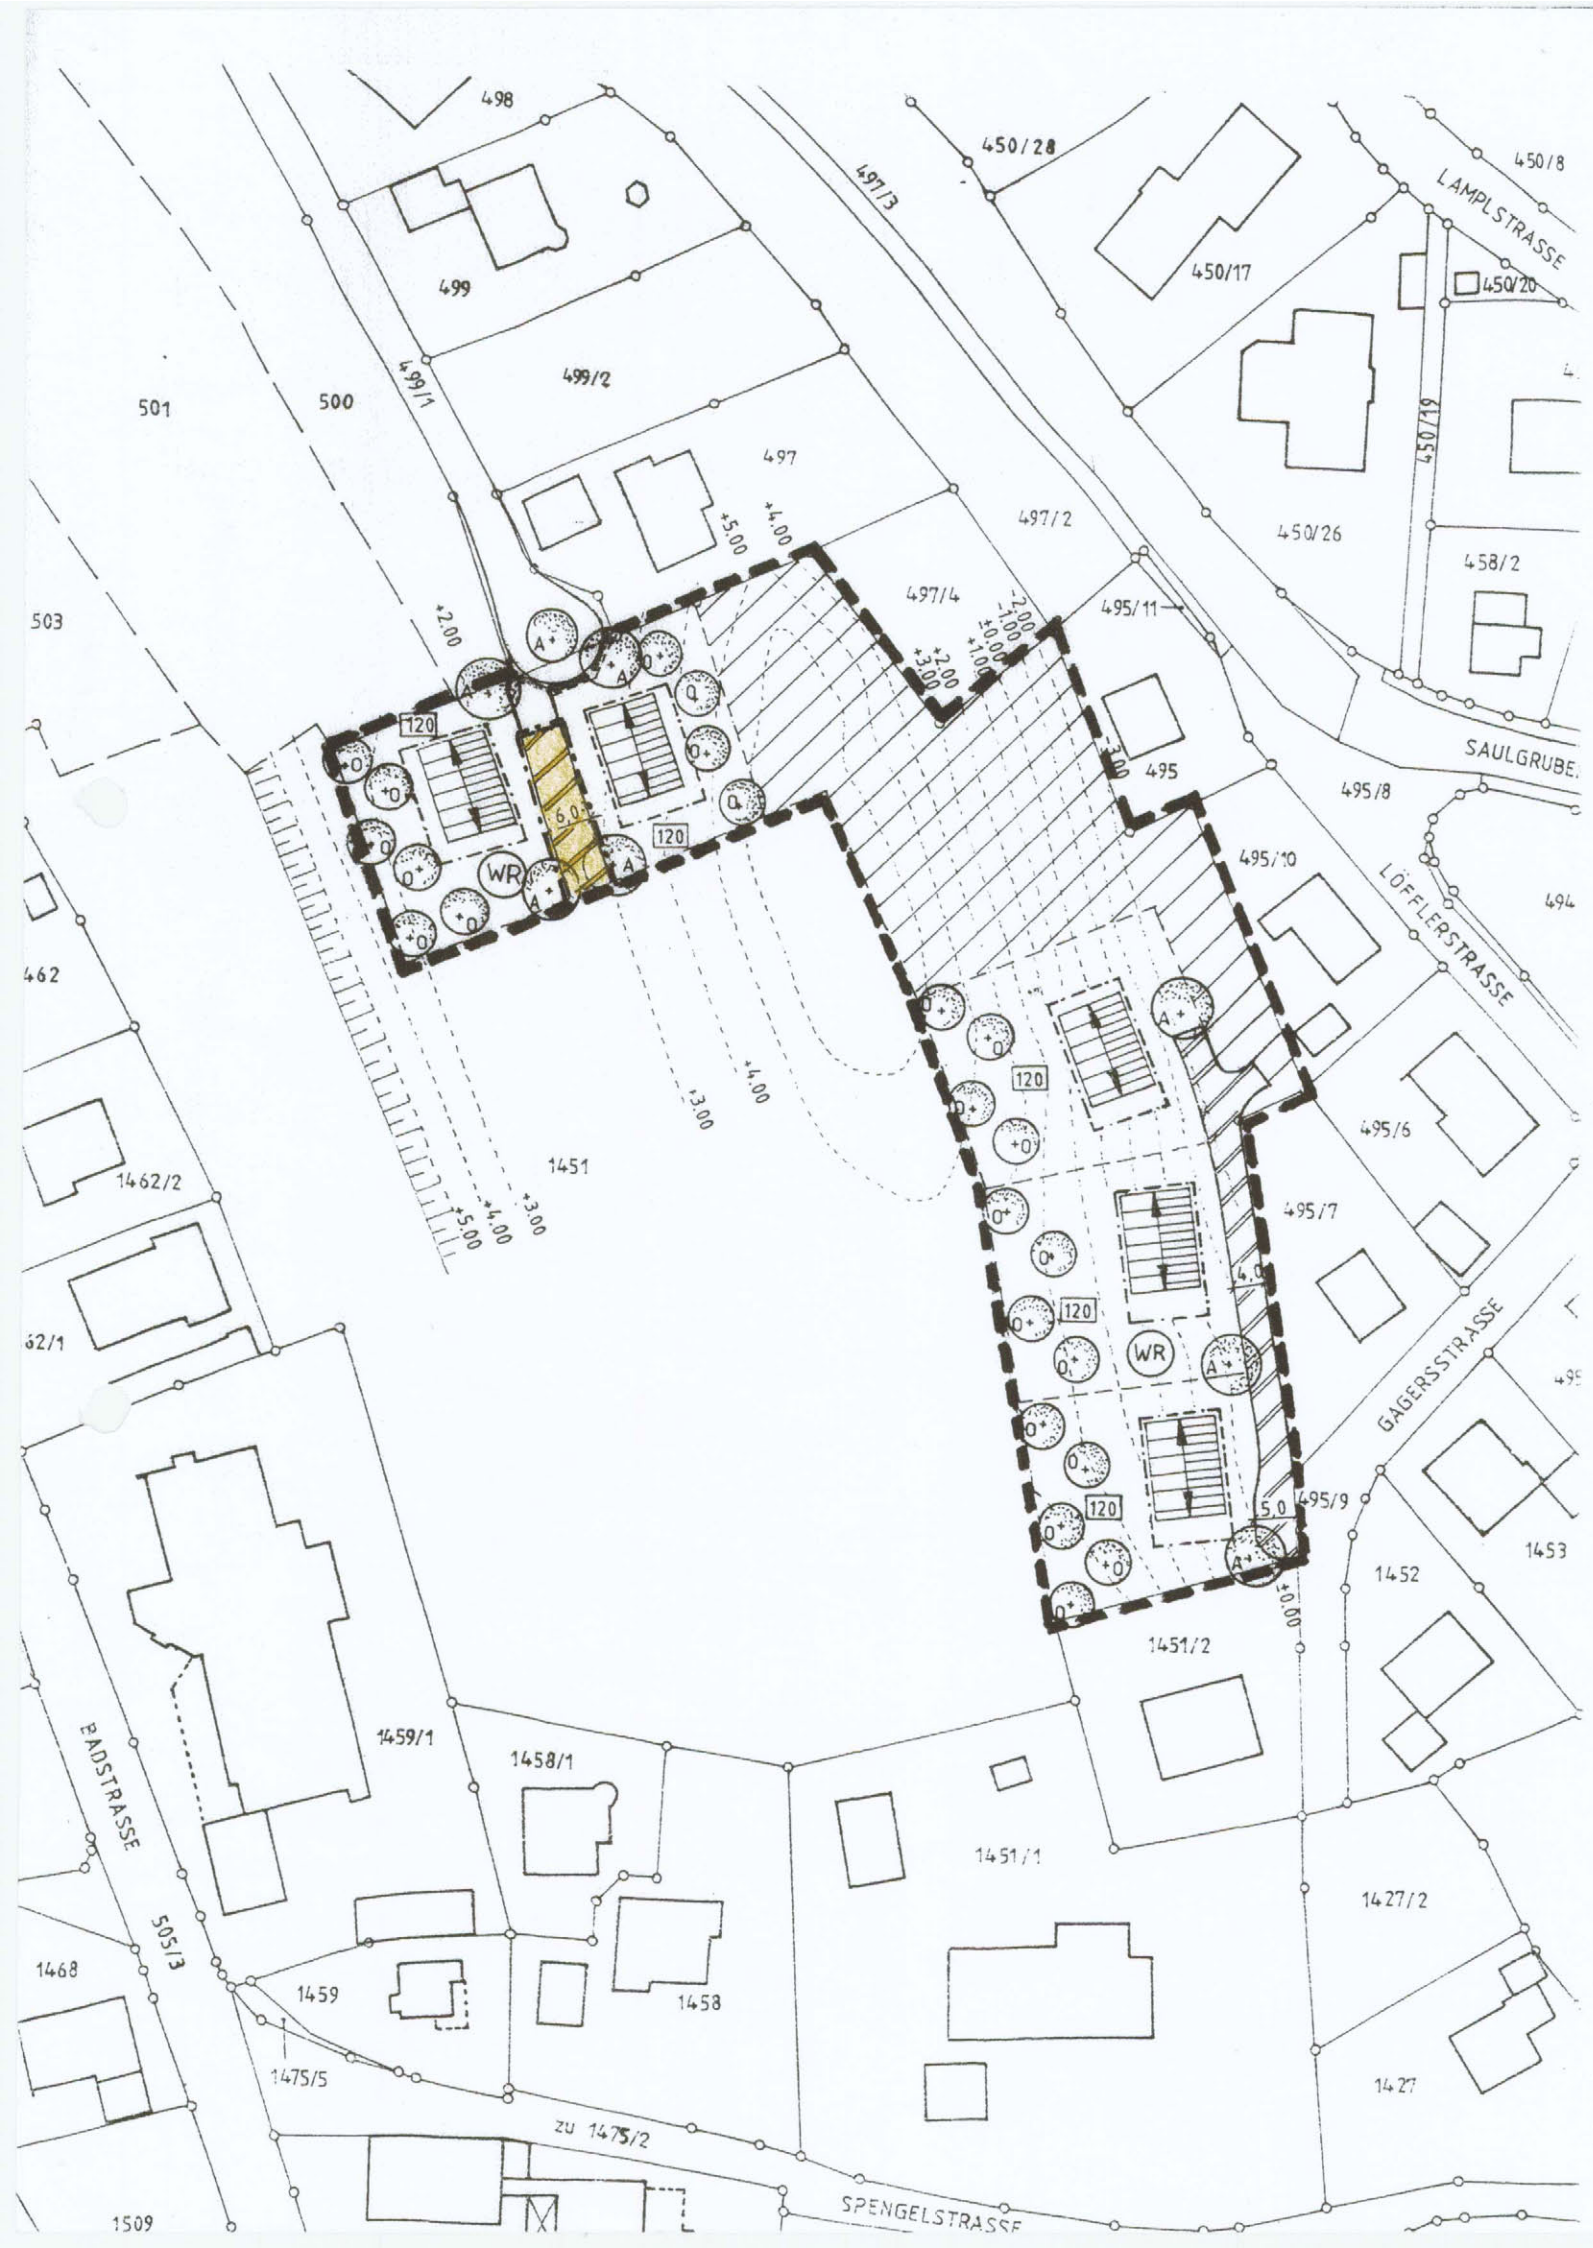 498
450/28
450/8
497/3
LAMPLSTRASSE
499
450/17
450/20
499/1
499/2
500
501
450/19
497
+5.00
+4.00
497/2
450/26
458/2
503
+2.00
497/4
-2.00
-1.00
±0.00
+1.00
+2.00
+3.00
495/11
A+
A+
A+
O+
O+
120
+O
+O
6,0
O+
O+
495
SAULGRUBE
495/8
120
+O
O+
WR
A+
A
495/10
494
+O
+O
LÖFFLERSTRASSE
462
O+
+O
A+
120
+O
+O
495/6
+3.00
+4.00
1451
1462/2
+5.00
+4.00
+3.00
O+
O+
495/7
4,0
62/1
O+
120
WR
O+
A+
GAGERSSTRASSE
O+
O+
O+
120
5,0
495/9
+O
A+
O+
1452
1453
±0.00
1451/2
BADSTRASSE
1459/1
1458/1
1451/1
1427/2
505/3
1468
1459
1458
1475/5
1427
zu 1475/2
SPENGELSTRASSE
1509